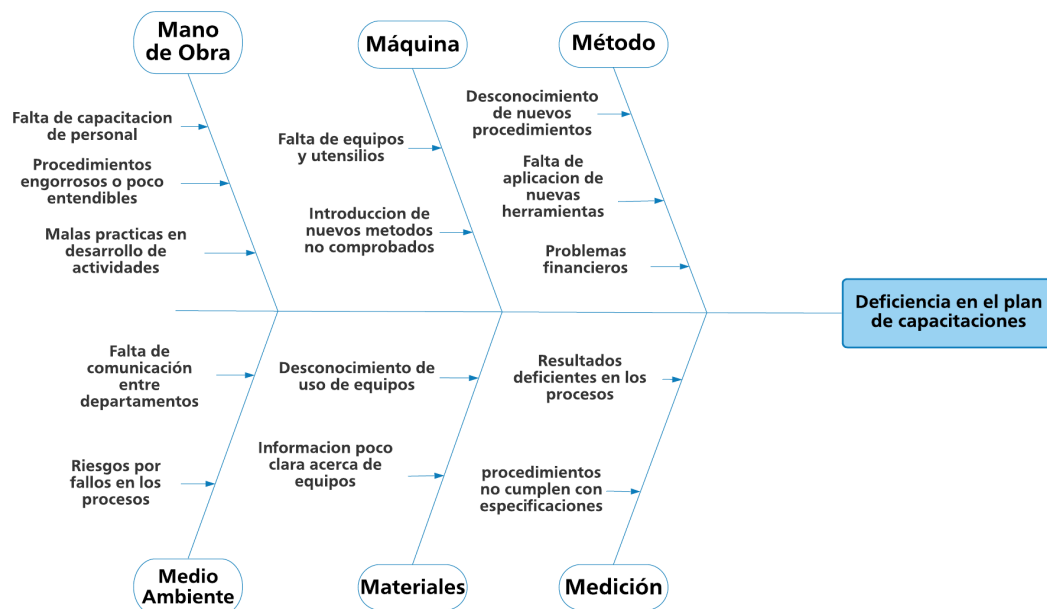 Mano
de Obra
Máquina
Método
Falta de capacitacion
de personal
Procedimientos
engorrosos o poco
entendibles
Malas practicas en
desarrollo de
actividades
Falta de equipos
y utensilios
Introduccion de
nuevos metodos
no comprobados
Desconocimiento
de nuevos
procedimientos
Falta de
aplicacion de
nuevas
herramientas
Problemas
financieros
Deficiencia en el plan
de capacitaciones
Falta de
comunicación
entre
departamentos
Riesgos por
fallos en los
procesos
Desconocimiento de
uso de equipos
Informacion poco
clara acerca de
equipos
Resultados
deficientes en los
procesos
procedimientos
no cumplen con
especificaciones
Medio
Ambiente
Materiales
Medición